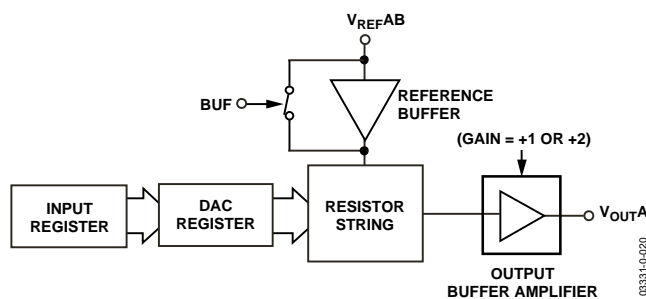 VREFAB
BUF
REFERENCE
BUFFER
(GAIN = +1 OR +2)
INPUT
REGISTER
DAC
REGISTER
RESISTOR
STRING
VOUTA
OUTPUT
BUFFER AMPLIFIER
03331-0-020